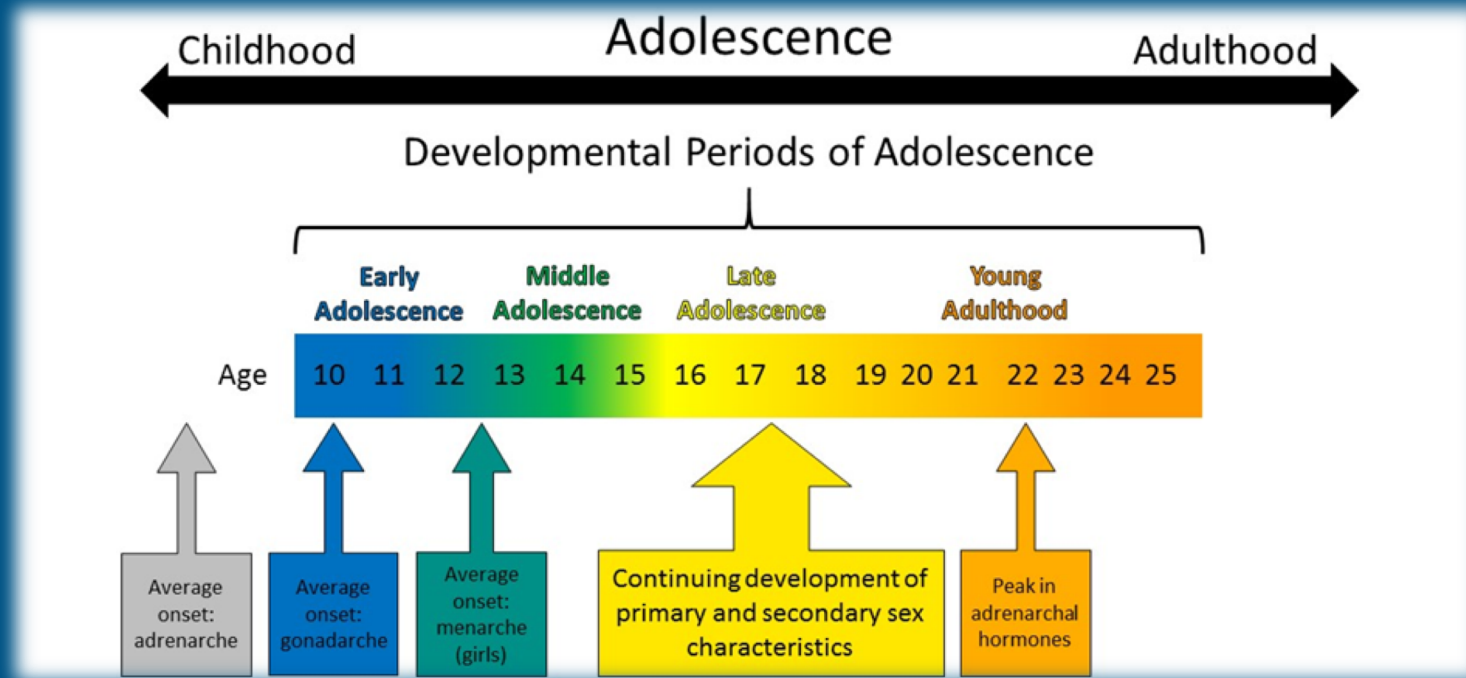 Childhood
Adolescence
Adulthood
Developmental Periods of Adolescence
Early
Adolescence
Middle
Adolescence
Late
Adolescence
Young
Adulthood
Age 10 11 12 13 14 15 16 17 18 19 20 21 22 23 24 25
Average
onset:
adrenarche
Average
onset:
gonadarche
Average
onset:
menarche
(girls)
Continuing development of
primary and secondary sex
characteristics
Peak in
adrenarchal
hormones